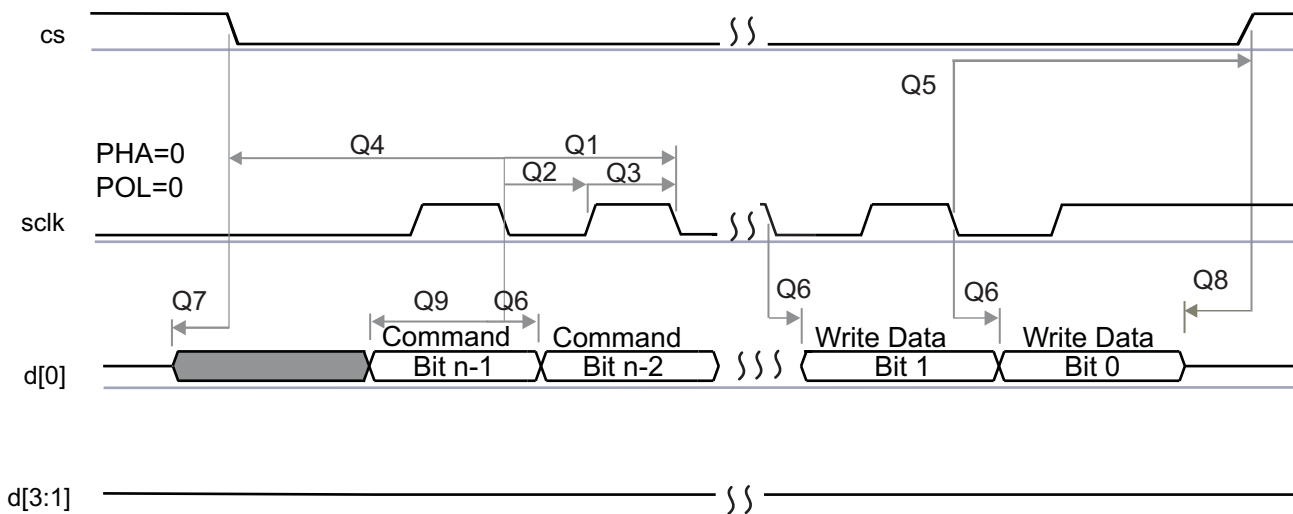 cs
Q5
PHA=0
POL=0
Q4
Q1
Q2
Q3
sclk
Q7
Q9
Q6
Q6
Q6
Q8
Command
Command
Write Data
Write Data
d[0]
Bit n-1
Bit n-2
Bit 1
Bit 0
d[3:1]